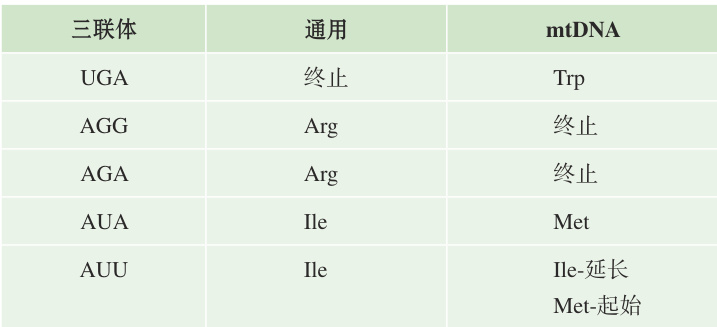 三联体 通用 mtDNA
UGA 终止 Trp
AGG Arg 终止
AGA Arg 终止
AUA Ile Met
AUU Ile Ile-延长
Met-起始